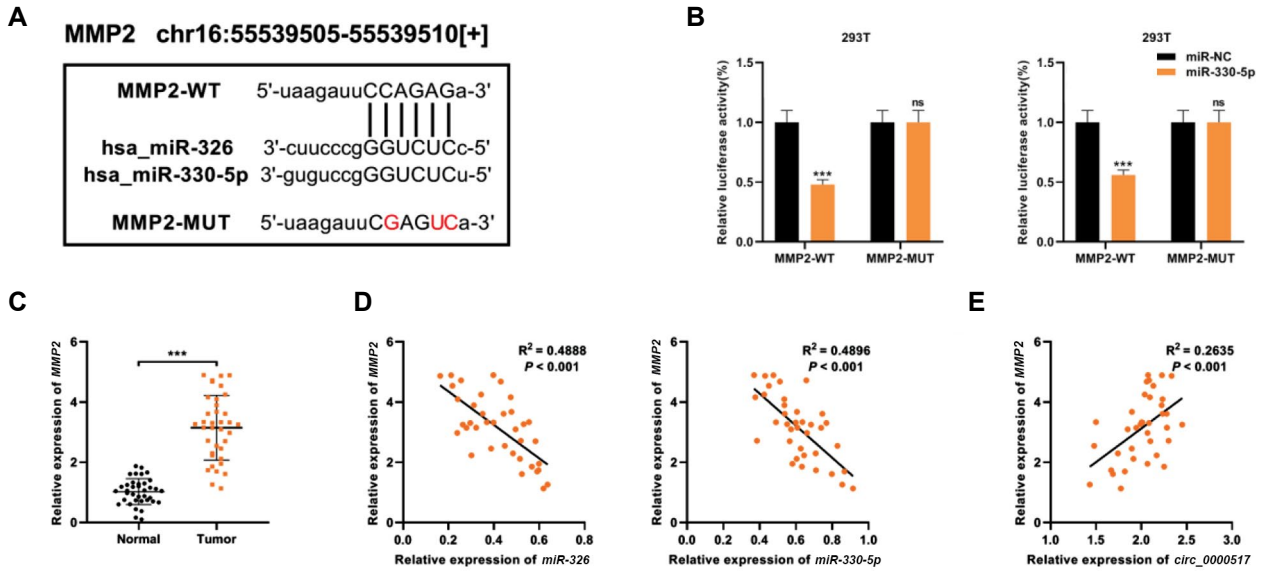 A
MMP2 chr16:55539505-55539510[+]
MMP2-WT 5'-uaagauuCCAGAGa-3'
hsa_miR-326 3'-cuucccgGGUCUCc-5'
hsa_miR-330-5p 3'-guguccgGGUCUCu-5'
MMP2-MUT 5'-uaagauuCGAGUCa-3'
B
293T
Relative luciferase activity(%)
1.5
1.0
0.5
0.0
***
ns
MMP2-WT MMP2-MUT
293T
miR-NC
miR-330-5p
Relative luciferase activity(%)
1.5
1.0
0.5
0.0
***
ns
MMP2-WT MMP2-MUT
C
Relative expression of MMP2
6
4
2
0
***
Normal Tumor
D
Relative expression of MMP2
6
4
2
0
R2 = 0.4888
P < 0.001
0.0 0.2 0.4 0.6 0.8
Relative expression of miR-326
Relative expression of MMP2
6
4
2
0
R2 = 0.4896
P < 0.001
0.0 0.2 0.4 0.6 0.8 1.0
Relative expression of miR-330-5p
E
Relative expression of MMP2
6
4
2
0
R2 = 0.2635
P < 0.001
1.0 1.5 2.0 2.5 3.0
Relative expression of circ_0000517